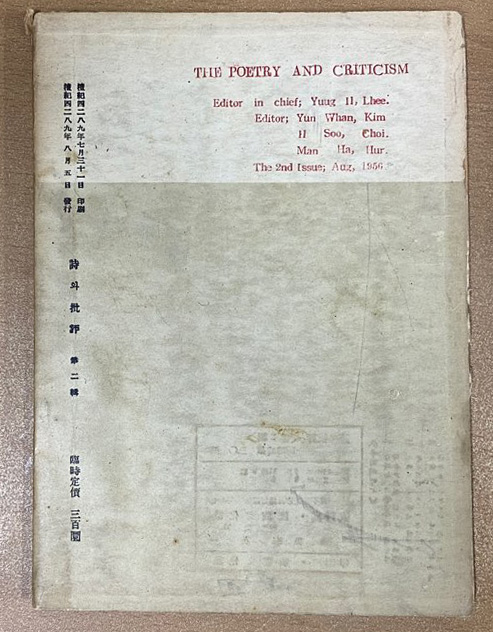 THE POETRY AND CRITICISM
Editor in chief; Yung Il, Lhee.
Editor; Yun Whan, Kim
Il Soo, Choi.
Man Ha, Hur.
The 2nd Issue; Aug, 1956
檀紀四二八九年七月三十一日 印刷
檀紀四二八九年八月五日 發行
詩와 批評 第二輯
臨時定價 三百圜